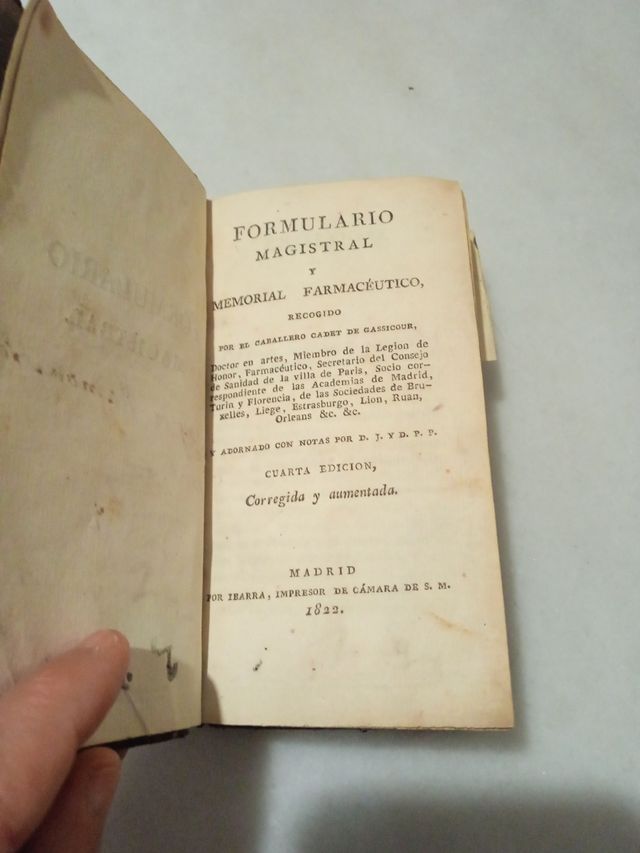 FORMULARIO
MAGISTRAL
Y
MEMORIAL FARMACÉUTICO,
RECOGIDO
POR EL CABALLERO CADET DE GASSICOUR,
Doctor en artes, Miembro de la Legion de
Honor, Farmacéutico, Secretario del Consejo
de Sanidad de la villa de Paris, Socio cor-
respondiente de las Academias de Madrid,
Turin y Florencia, de las Sociedades de Bru-
xelles, Liege, Estrasburgo, Lion, Ruan,
Orleans &c. &c.
Y ADORNADO CON NOTAS POR D. J. Y D. P. P.
CUARTA EDICION,
Corregida y aumentada.
MADRID
POR IBARRA, IMPRESOR DE CÁMARA DE S. M.
1822.